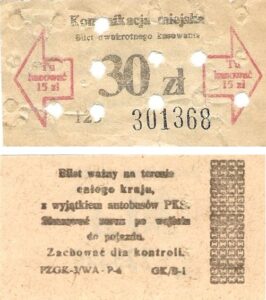 Komunikacja miejska
Bilet dwukrotnego kasowania
Tu
kasować
15 zł
30 zł
Tu
kasować
15 zł
301368
Bilet ważny na terenie
całego kraju,
z wyjątkiem autobusów PKS.
Skasować zaraz po wejściu
do pojazdu.
Zachować dla kontroli.
PZGK-3/WA - P-6 GK/B-1